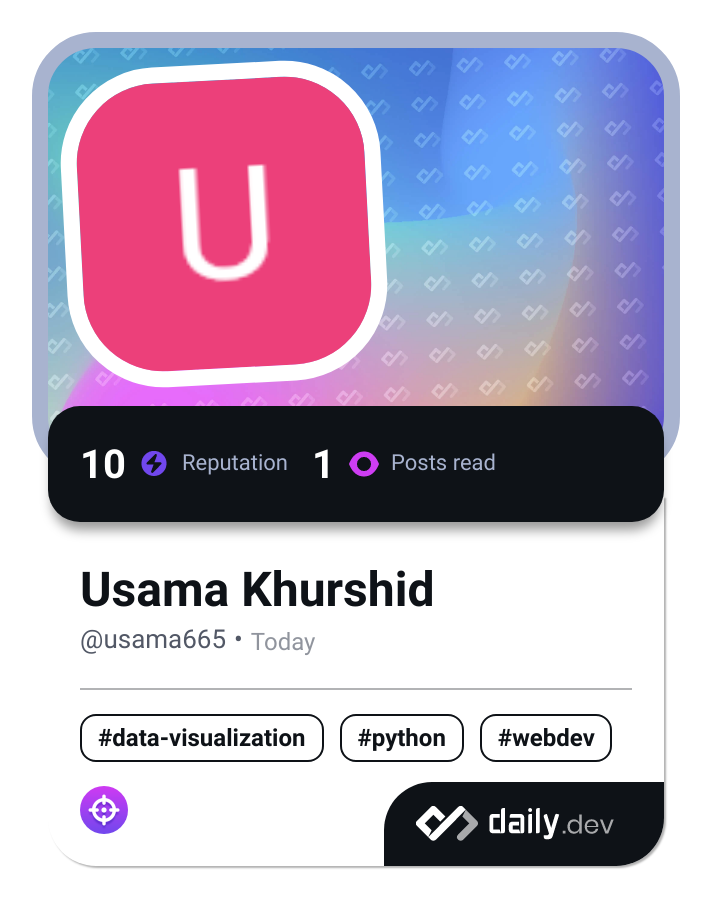 U
10 Reputation 1 Posts read
Usama Khurshid
@usama665 • Today
#data-visualization #python #webdev
daily.dev